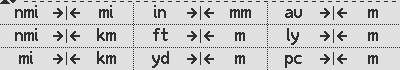 nmi →|← mi in →|← mm au →|← m
nmi →|← km ft →|← m ly →|← m
mi →|← km yd →|← m pc →|← m